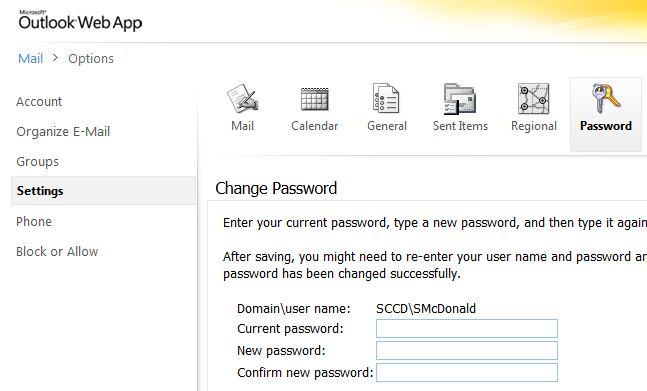 Microsoft®
Outlook Web App
Mail > Options
Account
Organize E-Mail
Groups
Settings
Phone
Block or Allow
Mail
Calendar
General
Sent Items
Regional
Password
Change Password
Enter your current password, type a new password, and then type it again
After saving, you might need to re-enter your user name and password an
password has been changed successfully.
Domain\user name: SCCD\SMcDonald
Current password:
New password:
Confirm new password: